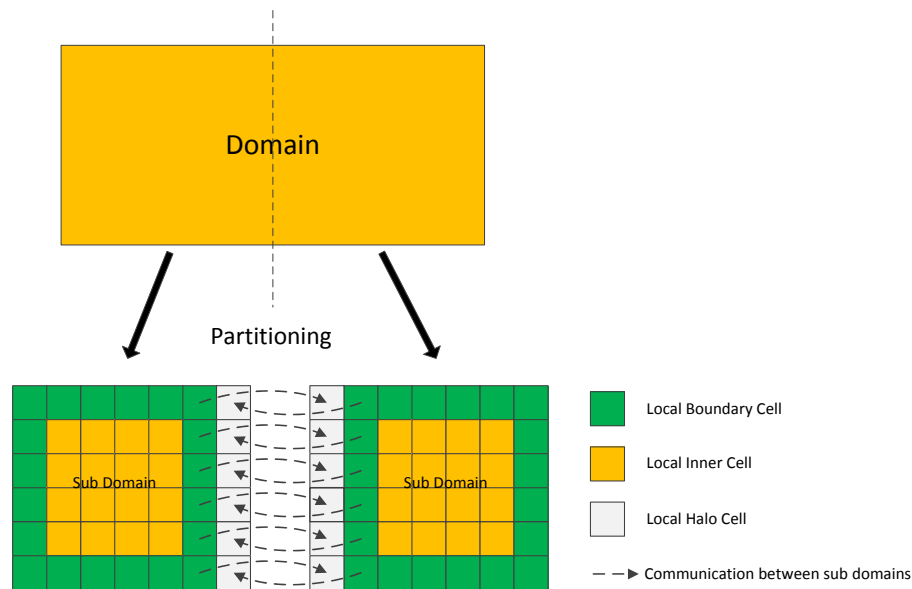 Domain
Partitioning
Sub Domain
Sub Domain
Local Boundary Cell
Local Inner Cell
Local Halo Cell
Communication between sub domains